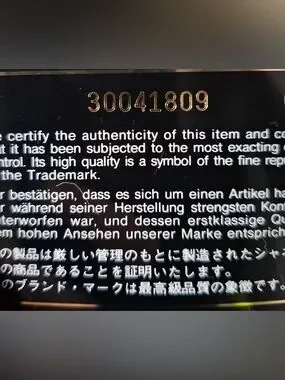 30041809
e certify the authenticity of this item and co
t it has been subjected to the most exacting
ntrol. Its high quality is a symbol of the fine rep
the Trademark.
r bestätigen, dass es sich um einen Artikel ha
r während seiner Herstellung strengsten Kon
nterworfen war, und dessen erstklassige Qu
em hohen Ansehen unserer Marke entsprich
の製品は厳しい管理のもとに製造されたシャネ
の商品であることを証明いたします。
のブランド・マークは最高級品質の象徴です。